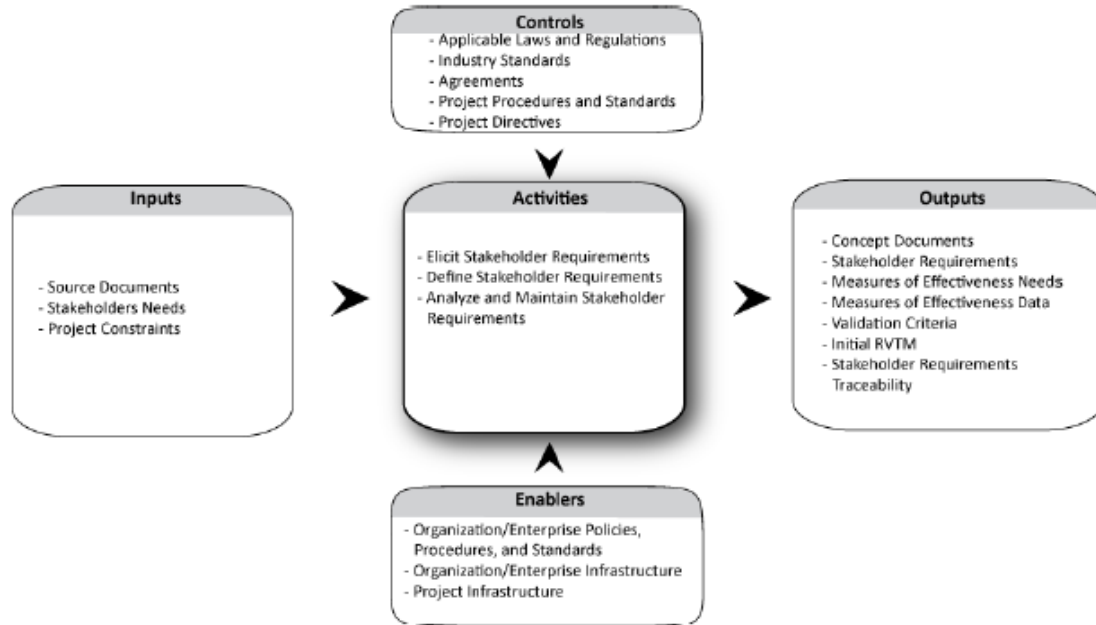 Controls
- Applicable Laws and Regulations
- Industry Standards
- Agreements
- Project Procedures and Standards
- Project Directives
Inputs
- Source Documents
- Stakeholders Needs
- Project Constraints
Activities
- Elicit Stakeholder Requirements
- Define Stakeholder Requirements
- Analyze and Maintain Stakeholder
Requirements
Outputs
- Concept Documents
- Stakeholder Requirements
- Measures of Effectiveness Needs
- Measures of Effectiveness Data
- Validation Criteria
- Initial RVTM
- Stakeholder Requirements
Traceability
Enablers
- Organization/Enterprise Policies,
Procedures, and Standards
- Organization/Enterprise Infrastructure
- Project Infrastructure